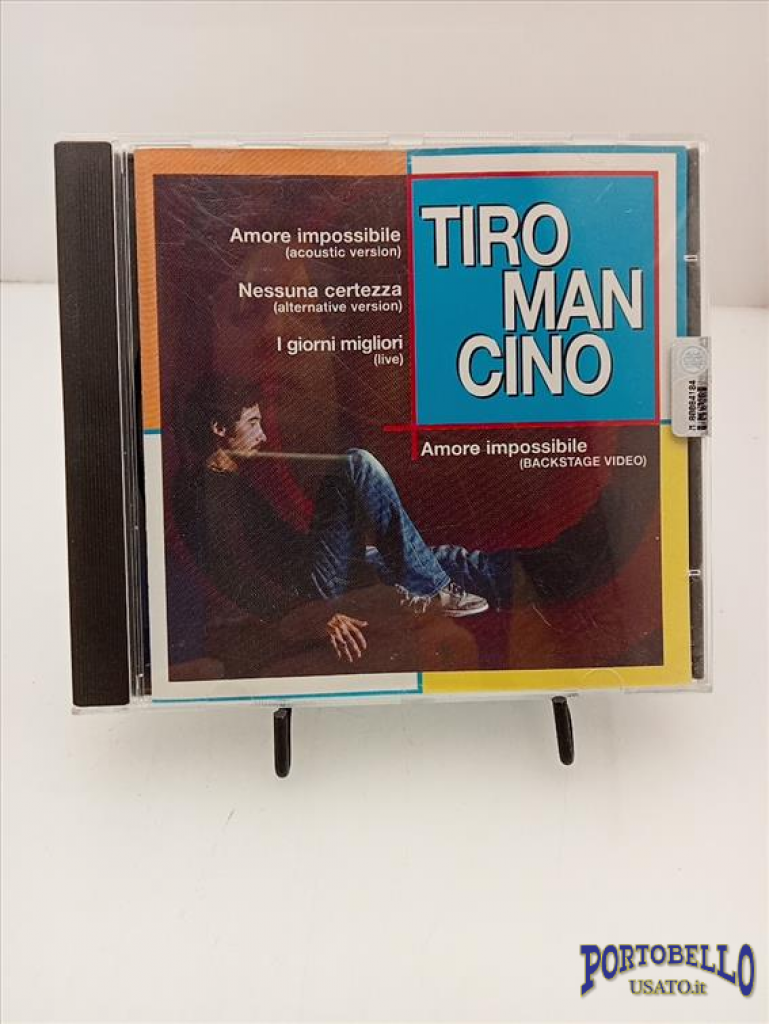 Amore impossibile
(acoustic version)
Nessuna certezza
(alternative version)
I giorni migliori
(live)
TIRO
MAN
CINO
Amore impossibile
(BACKSTAGE VIDEO)
PORTOBELLO
USATO.it